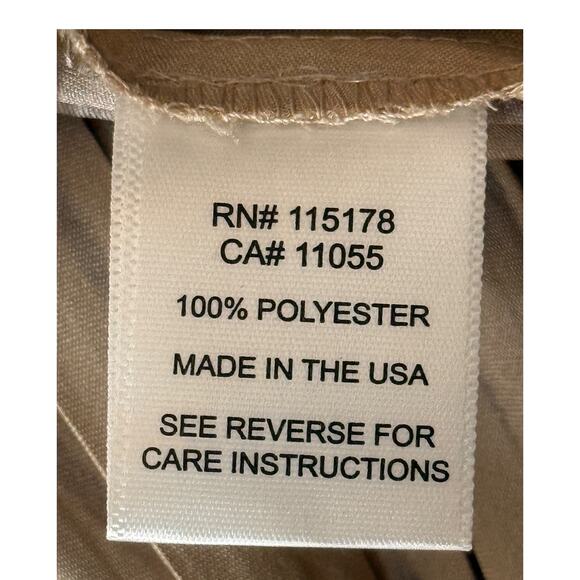 RN# 115178
CA# 11055
100% POLYESTER
MADE IN THE USA
SEE REVERSE FOR
CARE INSTRUCTIONS